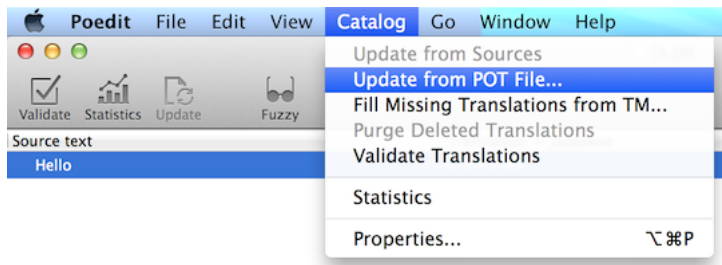 Poedit File Edit View Catalog Go Window Help
Update from Sources
Update from POT File...
Fill Missing Translations from TM...
Purge Deleted Translations
Validate Translations
Statistics
Properties... ⌥⌘P
Validate Statistics Update Fuzzy
Source text
Hello